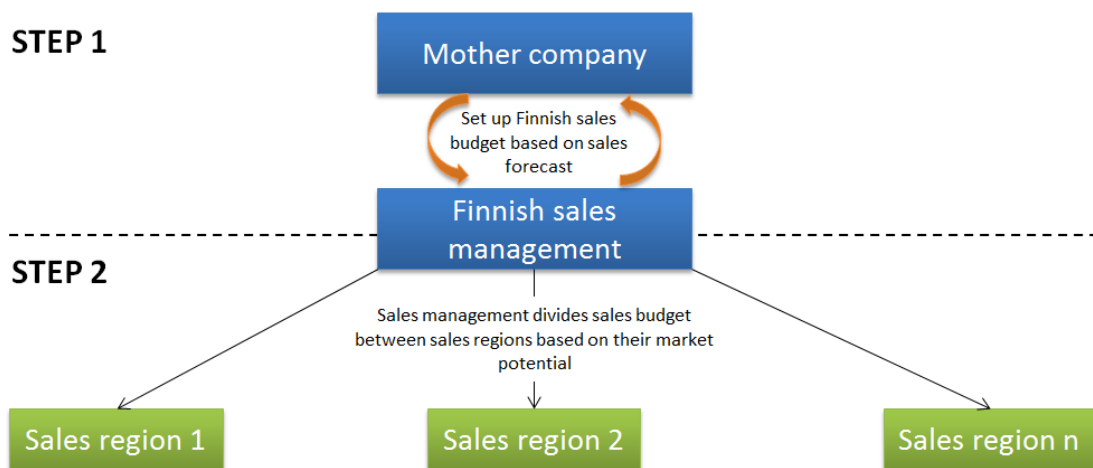 STEP 1
Mother company
Set up Finnish sales
budget based on sales
forecast
Finnish sales
management
STEP 2
Sales management divides sales budget
between sales regions based on their market
potential
Sales region 1
Sales region 2
Sales region n